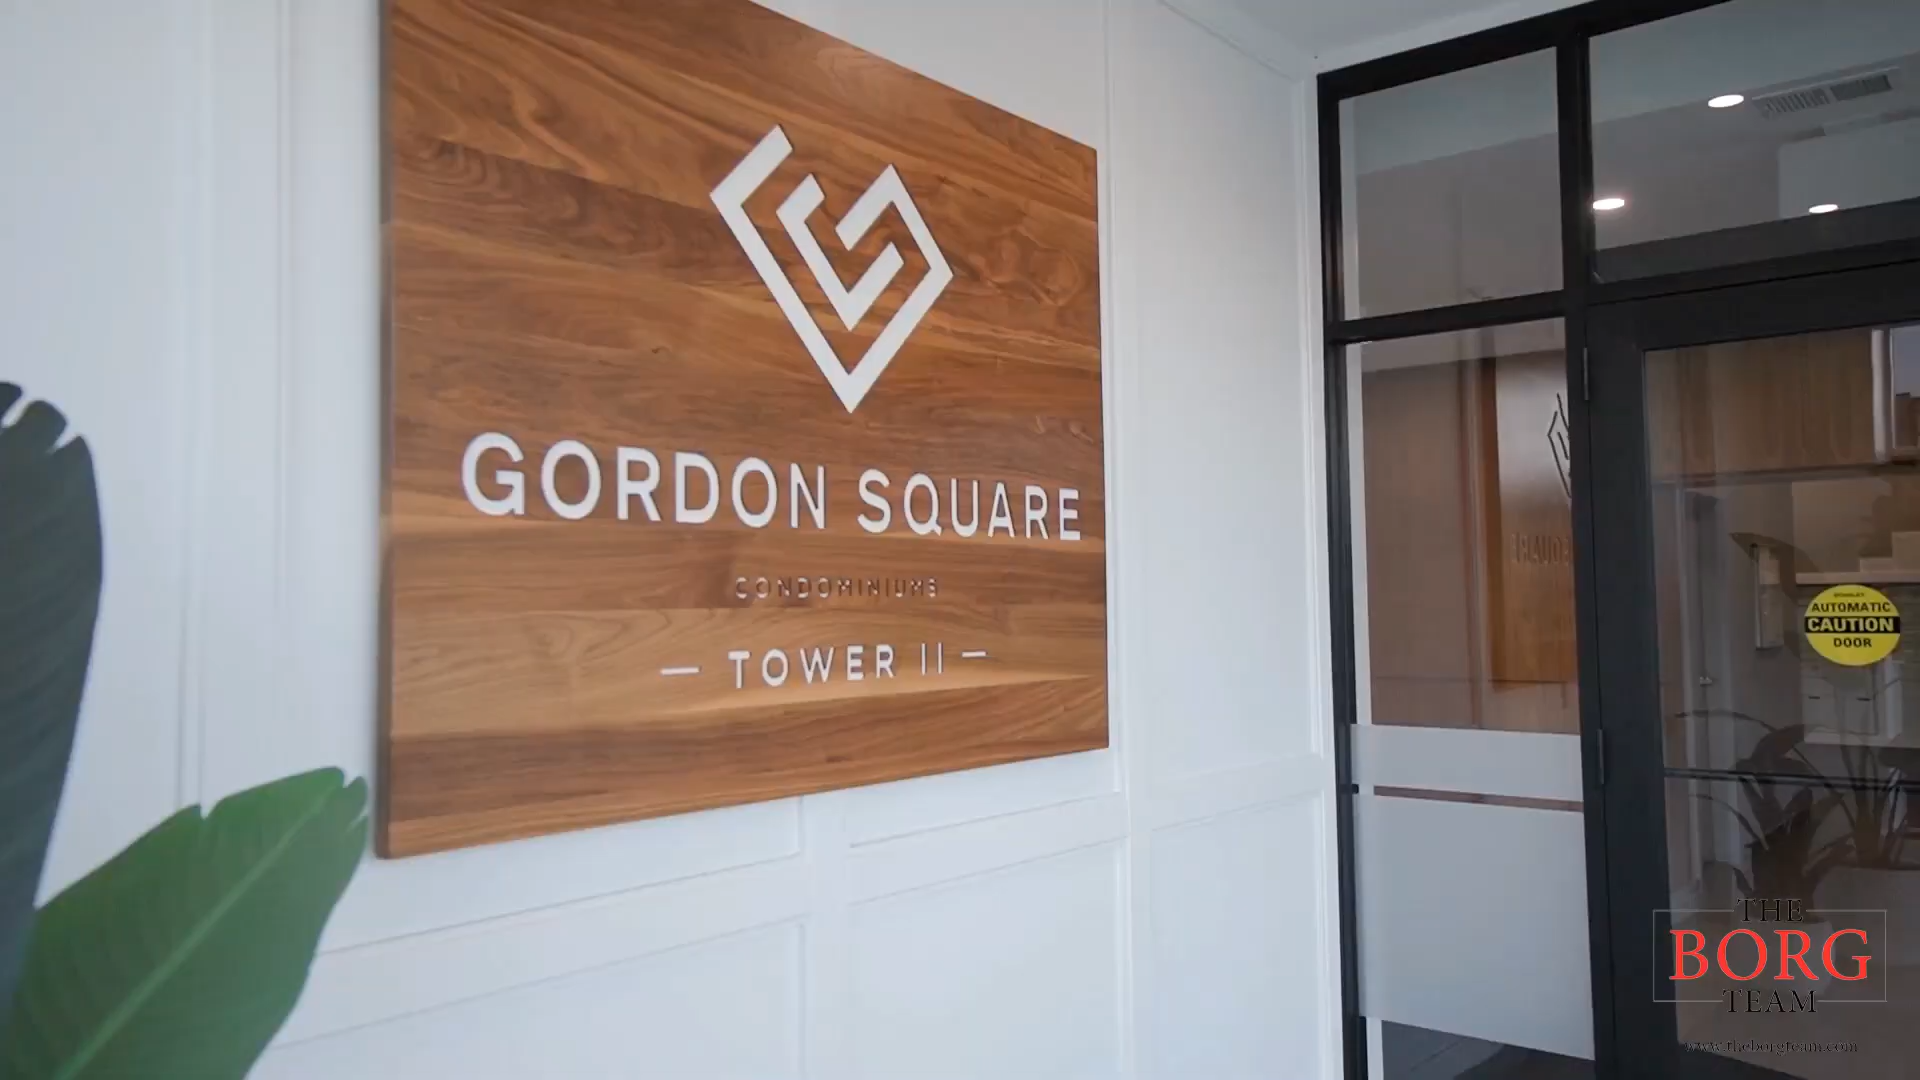 GORDON SQUARE
CONDOMINIUMS
— TOWER II —
AUTOMATIC
CAUTION
DOOR
THE
BORG
TEAM
www.theborgteam.com